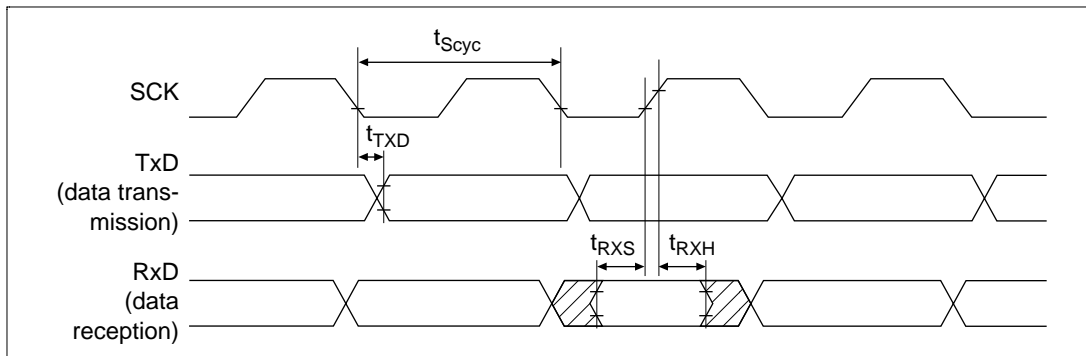 tScyc
SCK
tTXD
TxD
(data trans-
mission)
tRXS
tRXH
RxD
(data
reception)